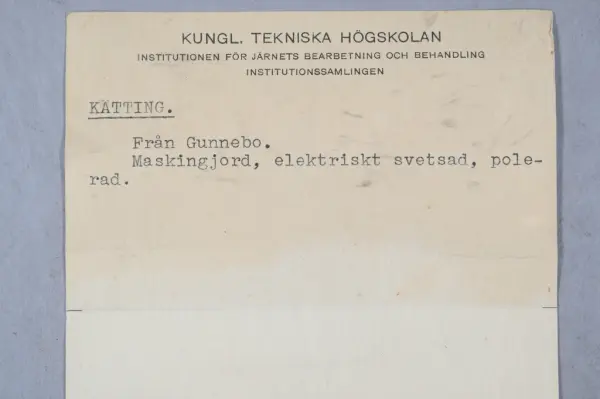 KUNGL. TEKNISKA HÖGSKOLAN
INSTITUTIONEN FÖR JÄRNETS BEARBETNING OCH BEHANDLING
INSTITUTIONSSAMLINGEN
KÄTTING.
Från Gunnebo.
Maskingjord, elektriskt svetsad, pole-
rad.